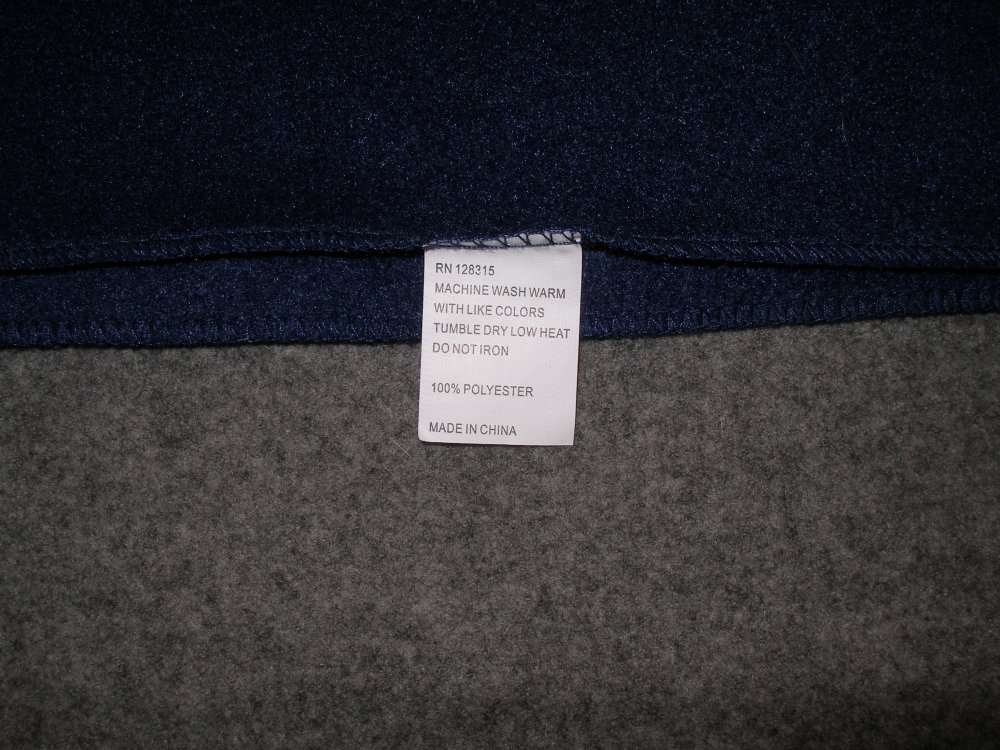 RN 128315
MACHINE WASH WARM
WITH LIKE COLORS
TUMBLE DRY LOW HEAT
DO NOT IRON
100% POLYESTER
MADE IN CHINA